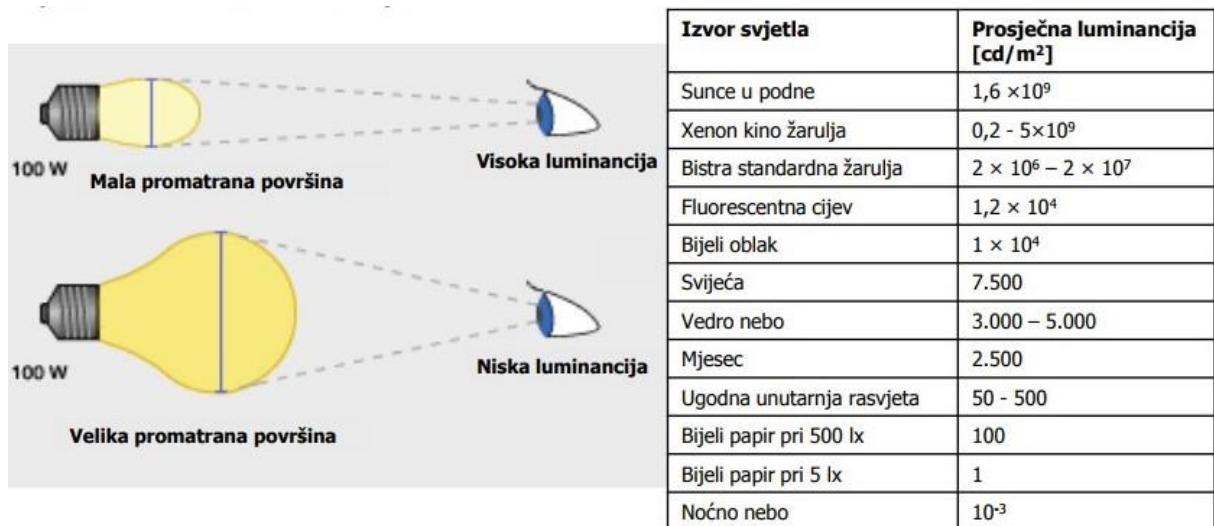 100 W
Mala promatrana površina
Visoka luminancija
100 W
Velika promatrana površina
Niska luminancija
Izvor svjetla Prosječna luminancija [cd/m²]
Sunce u podne 1,6 ×10⁹
Xenon kino žarulja 0,2 - 5×10⁹
Bistra standardna žarulja 2 × 10⁶ – 2 × 10⁷
Fluorescentna cijev 1,2 × 10⁴
Bijeli oblak 1 × 10⁴
Svijeća 7.500
Vedro nebo 3.000 – 5.000
Mjesec 2.500
Ugodna unutarnja rasvjeta 50 - 500
Bijeli papir pri 500 lx 100
Bijeli papir pri 5 lx 1
Noćno nebo 10⁻³